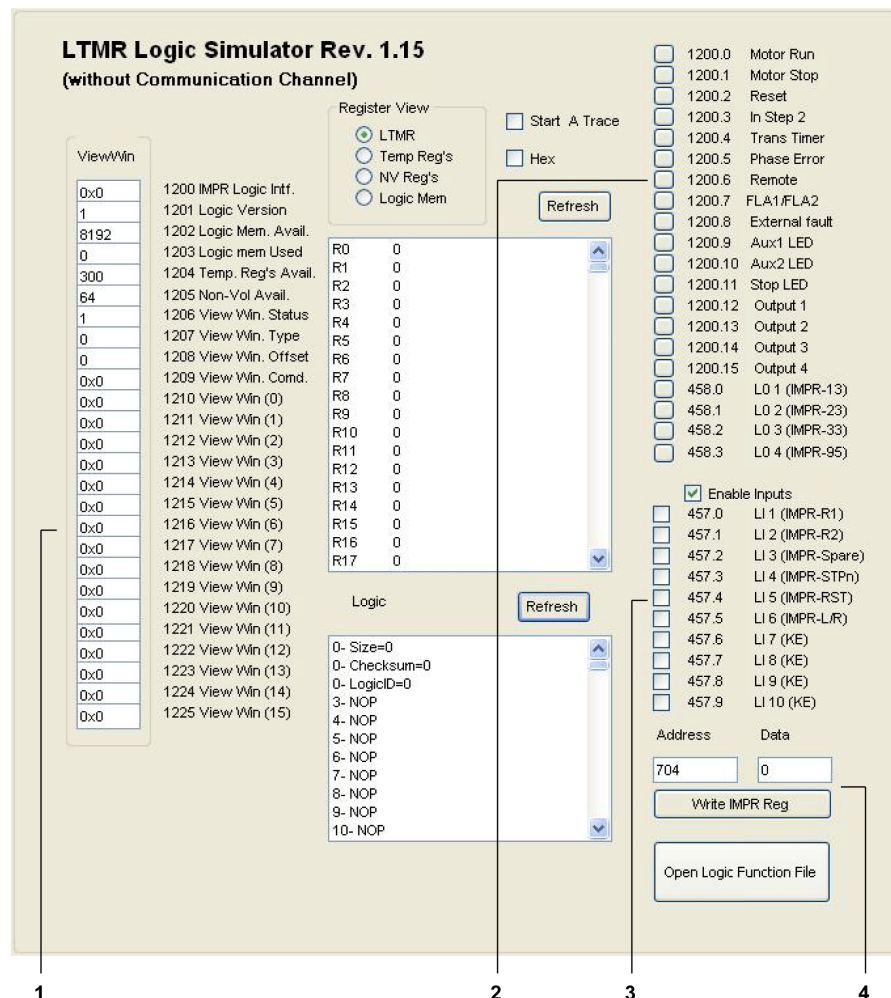 LTMR Logic Simulator Rev. 1.15
(without Communication Channel)
ViewWin
0x0 1200 IMPR Logic Intf.
1 1201 Logic Version
8192 1202 Logic Mem. Avail.
0 1203 Logic mem Used
300 1204 Temp. Reg's Avail.
64 1205 Non-Vol Avail.
1 1206 View Win. Status
0 1207 View Win. Type
0 1208 View Win. Offset
0x0 1209 View Win. Comd.
0x0 1210 View Win (0)
0x0 1211 View Win (1)
0x0 1212 View Win (2)
0x0 1213 View Win (3)
0x0 1214 View Win (4)
0x0 1215 View Win (5)
0x0 1216 View Win (6)
0x0 1217 View Win (7)
0x0 1218 View Win (8)
0x0 1219 View Win (9)
0x0 1220 View Win (10)
0x0 1221 View Win (11)
0x0 1222 View Win (12)
0x0 1223 View Win (13)
0x0 1224 View Win (14)
0x0 1225 View Win (15)
Register View
LTMR
Temp Reg's
NV Reg's
Logic Mem
Start A Trace
Hex
Refresh
R0 0
R1 0
R2 0
R3 0
R4 0
R5 0
R6 0
R7 0
R8 0
R9 0
R10 0
R11 0
R12 0
R13 0
R14 0
R15 0
R16 0
R17 0
Logic
Refresh
0- Size=0
0- Checksum=0
0- LogicID=0
3- NOP
4- NOP
5- NOP
6- NOP
7- NOP
8- NOP
9- NOP
10- NOP
1200.0 Motor Run
1200.1 Motor Stop
1200.2 Reset
1200.3 In Step 2
1200.4 Trans Timer
1200.5 Phase Error
1200.6 Remote
1200.7 FLA1/FLA2
1200.8 External fault
1200.9 Aux1 LED
1200.10 Aux2 LED
1200.11 Stop LED
1200.12 Output 1
1200.13 Output 2
1200.14 Output 3
1200.15 Output 4
458.0 L0 1 (IMPR-13)
458.1 L0 2 (IMPR-23)
458.2 L0 3 (IMPR-33)
458.3 L0 4 (IMPR-95)
Enable Inputs
457.0 LI 1 (IMPR-R1)
457.1 LI 2 (IMPR-R2)
457.2 LI 3 (IMPR-Spare)
457.3 LI 4 (IMPR-STPn)
457.4 LI 5 (IMPR-RST)
457.5 LI 6 (IMPR-L/R)
457.6 LI 7 (KE)
457.7 LI 8 (KE)
457.8 LI 9 (KE)
457.9 LI 10 (KE)
Address Data
704 0
Write IMPR Reg
Open Logic Function File
1 2 3 4